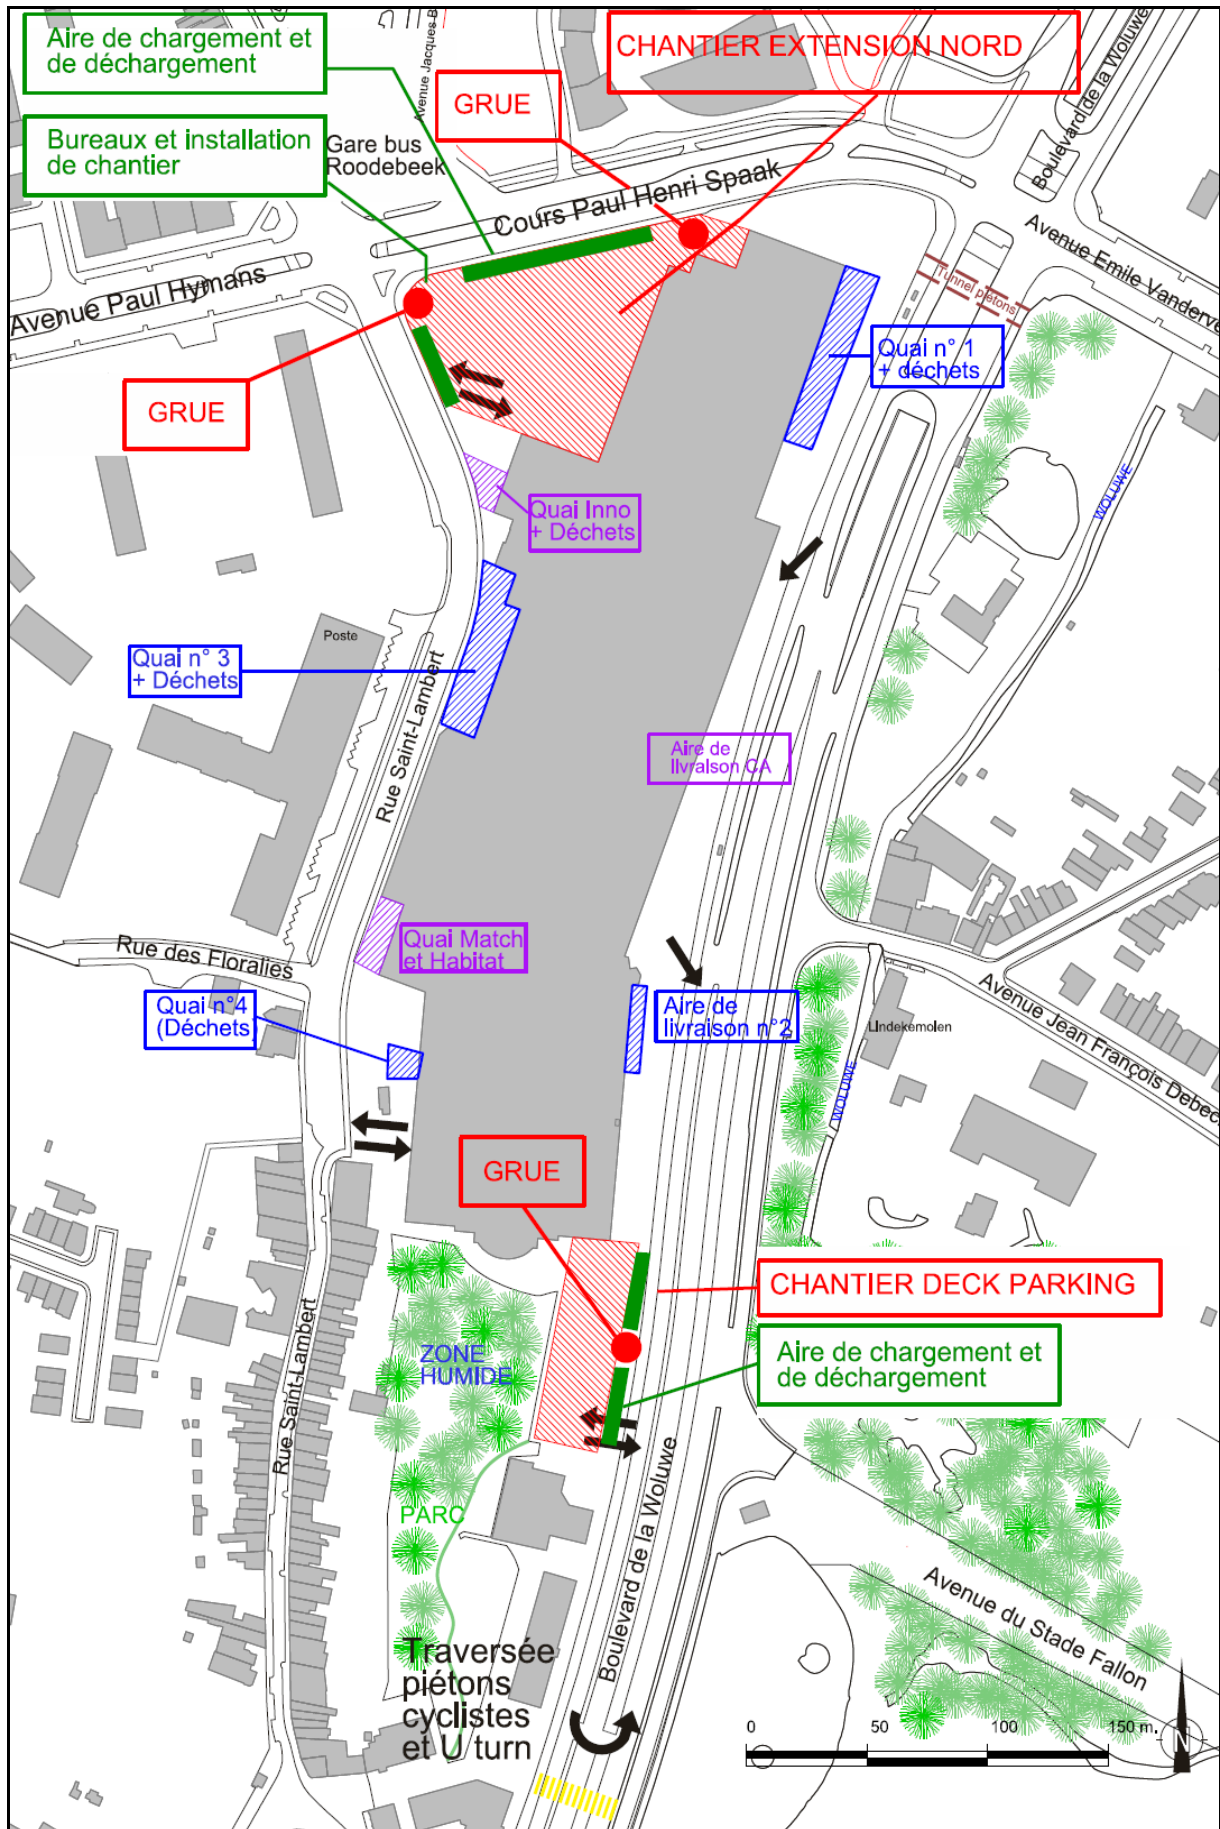 Aire de chargement et
de déchargement
CHANTIER EXTENSION NORD
GRUE
Avenue Jacques B
Boulevard de la Woluwe
Bureaux et installation
de chantier
Gare bus
Roodebeek
Cours Paul Henri Spaak
Avenue Emile Vanderve
Avenue Paul Hymans
Tunnel piétons
Quai n° 1
+ déchets
GRUE
WOLUWE
Quai Inno
+ Déchets
Poste
Quai n° 3
+ Déchets
Rue Saint-Lambert
Aire de
livraison CA
Quai Match
et Habitat
Rue des Floralies
Quai n°4
(Déchets)
Aire de
livraison n°2
Lindekemolen
Avenue Jean François Debec
WOLUWE
GRUE
CHANTIER DECK PARKING
Aire de chargement et
de déchargement
ZONE
HUMIDE
Rue Saint-Lambert
PARC
Boulevard de la Woluwe
Avenue du Stade Fallon
Traversée
piétons
cyclistes
et U turn
0 50 100 150 m.
N